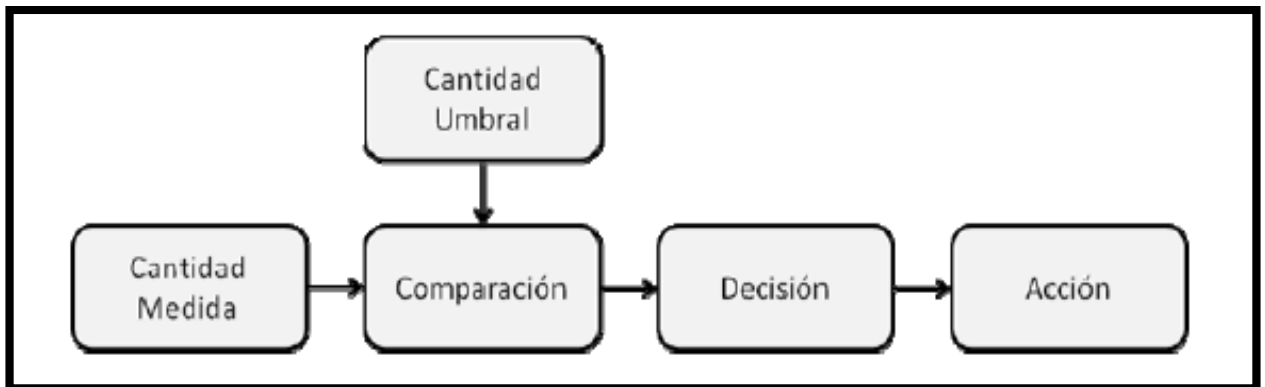 Cantidad
Umbral
Cantidad
Medida
Comparación
Decisión
Acción